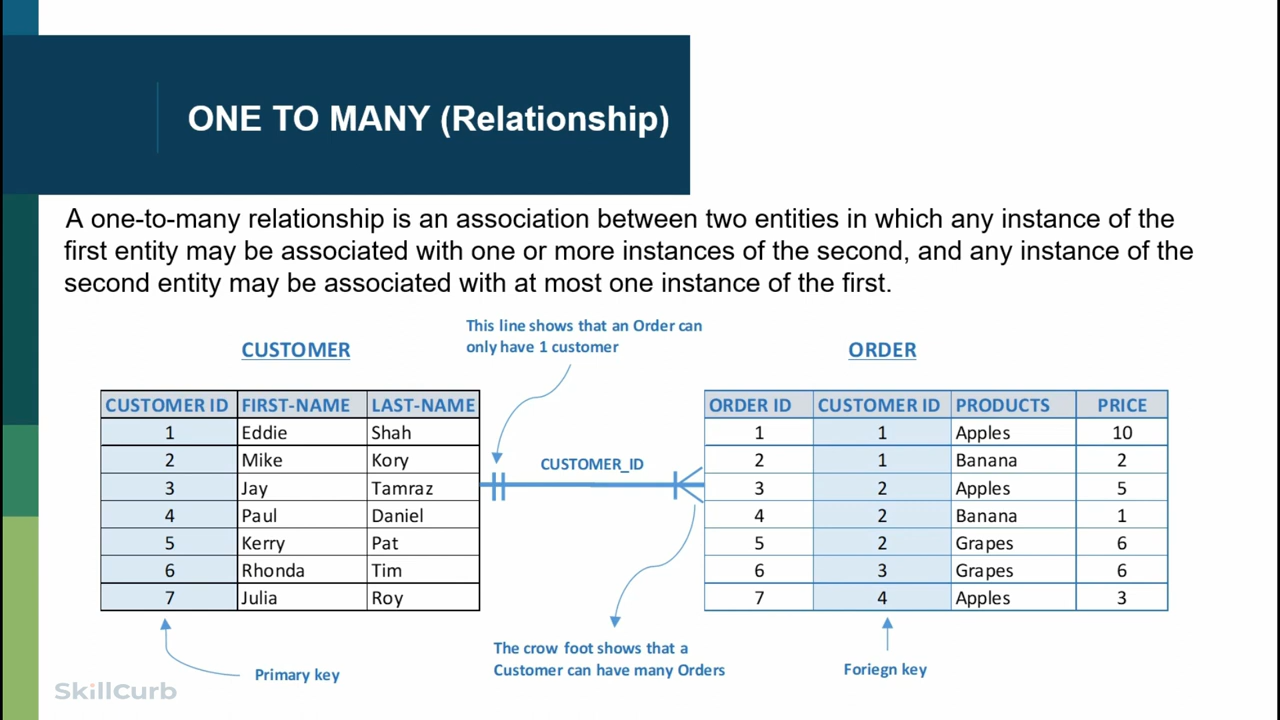 ONE TO MANY (Relationship)
A one-to-many relationship is an association between two entities in which any instance of the
first entity may be associated with one or more instances of the second, and any instance of the
second entity may be associated with at most one instance of the first.
This line shows that an Order can
only have 1 customer
CUSTOMER
CUSTOMER ID FIRST-NAME LAST-NAME
1 Eddie Shah
2 Mike Kory
3 Jay Tamraz
4 Paul Daniel
5 Kerry Pat
6 Rhonda Tim
7 Julia Roy
Primary key
CUSTOMER_ID
The crow foot shows that a
Customer can have many Orders
ORDER
ORDER ID CUSTOMER ID PRODUCTS PRICE
1 1 Apples 10
2 1 Banana 2
3 2 Apples 5
4 2 Banana 1
5 2 Grapes 6
6 3 Grapes 6
7 4 Apples 3
Foriegn key
SkillCurb